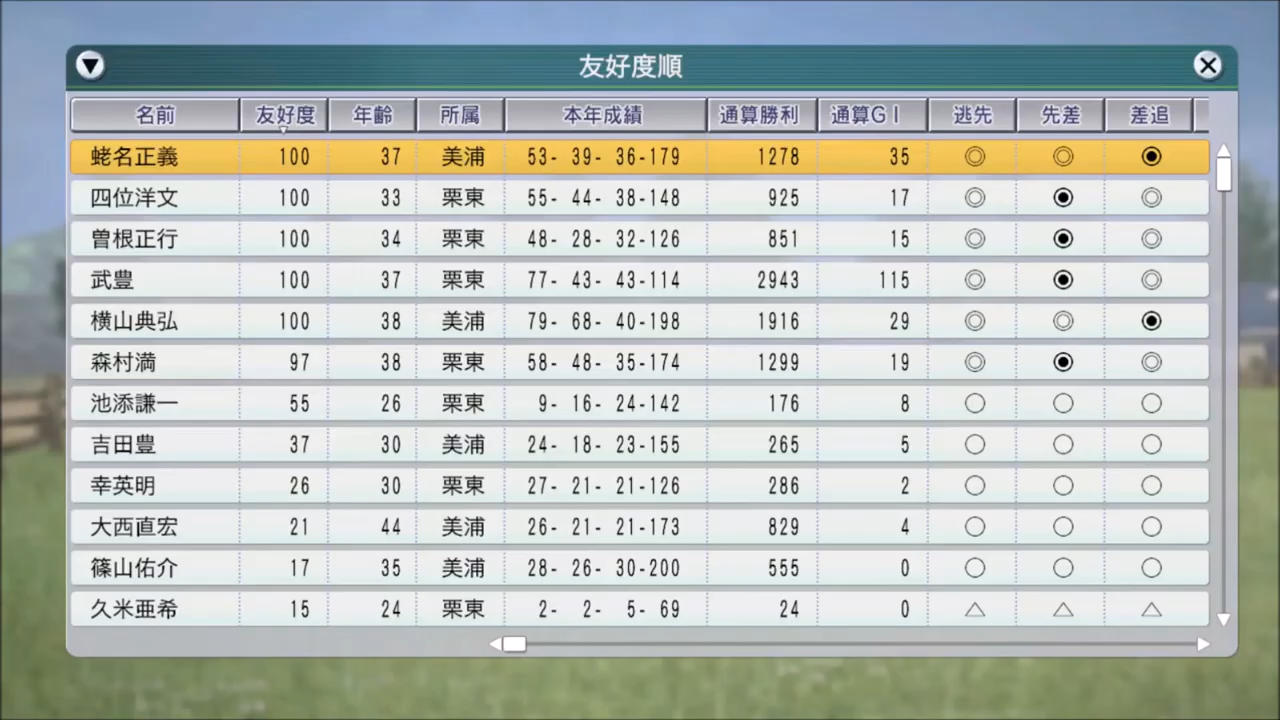 友好度順
名前 友好度 年齢 所属 本年成績 通算勝利 通算GⅠ 逃先 先差 差追
蛯名正義 100 37 美浦 53- 39- 36-179 1278 35 ◎ ◎ ◉
四位洋文 100 33 栗東 55- 44- 38-148 925 17 ◎ ◉ ◎
曽根正行 100 34 栗東 48- 28- 32-126 851 15 ◎ ◉ ◎
武豊 100 37 栗東 77- 43- 43-114 2943 115 ◎ ◉ ◎
横山典弘 100 38 美浦 79- 68- 40-198 1916 29 ◎ ◎ ◉
森村満 97 38 栗東 58- 48- 35-174 1299 19 ◎ ◉ ◎
池添謙一 55 26 栗東 9- 16- 24-142 176 8 ○ ○ ○
吉田豊 37 30 美浦 24- 18- 23-155 265 5 ○ ○ ○
幸英明 26 30 栗東 27- 21- 21-126 286 2 ○ ○ ○
大西直宏 21 44 美浦 26- 21- 21-173 829 4 ○ ○ ○
篠山佑介 17 35 美浦 28- 26- 30-200 555 0 ○ ○ ○
久米亜希 15 24 栗東 2- 2- 5- 69 24 0 △ △ △